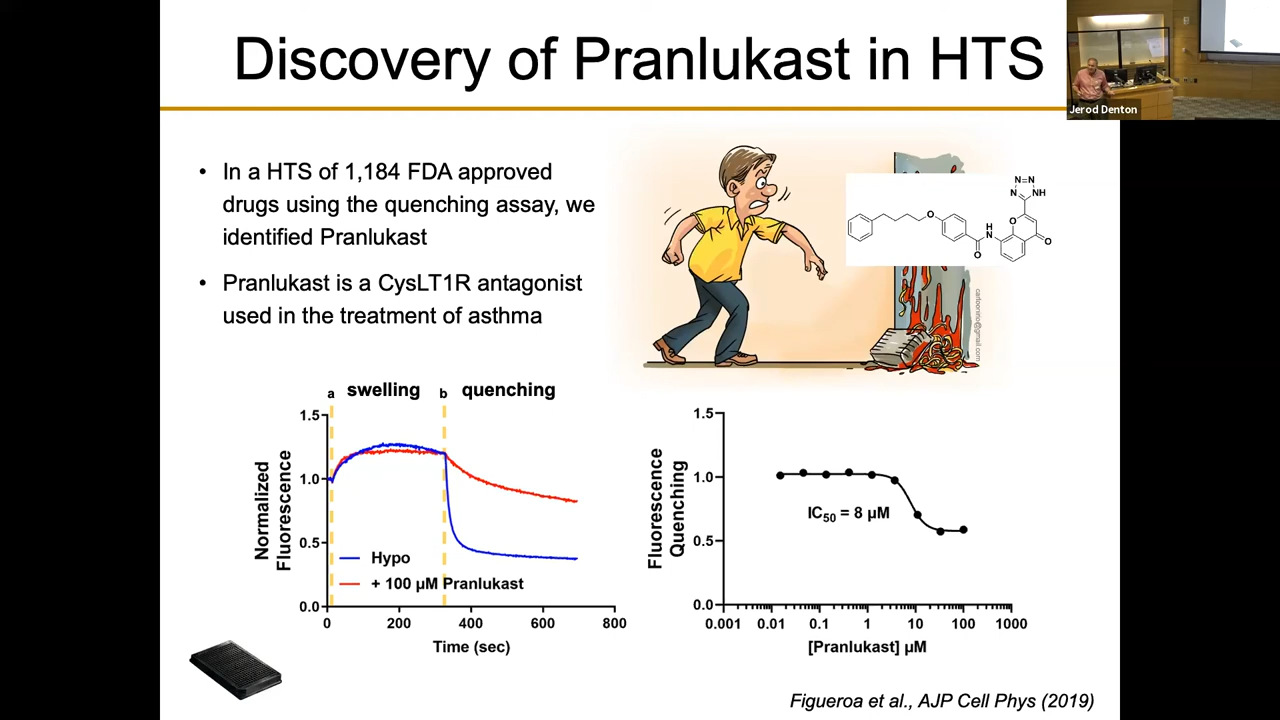 Discovery of Pranlukast in HTS
Jerod Denton
• In a HTS of 1,184 FDA approved
drugs using the quenching assay, we
identified Pranlukast
• Pranlukast is a CysLT1R antagonist
used in the treatment of asthma
N=N
N NH
O
O
H
N
O
O
cartoonino@gmail.com
a swelling b quenching
Normalized
Fluorescence
1.5
1.0
0.5
0.0
Hypo
+ 100 µM Pranlukast
0 200 400 600 800
Time (sec)
Fluorescence
Quenching
1.5
1.0
0.5
0.0
IC50 = 8 µM
0.001 0.01 0.1 1 10 100 1000
[Pranlukast] µM
Figueroa et al., AJP Cell Phys (2019)